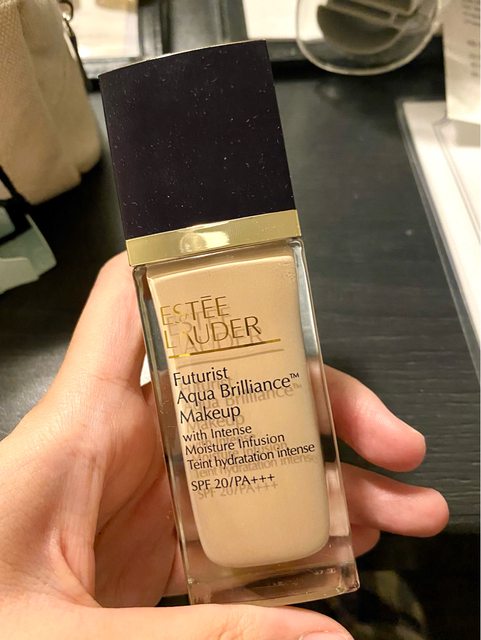 ESTĒE
LAUDER
Futurist
Aqua Brilliance™
Makeup
with Intense
Moisture Infusion
Teint hydratation intense
SPF 20/PA+++